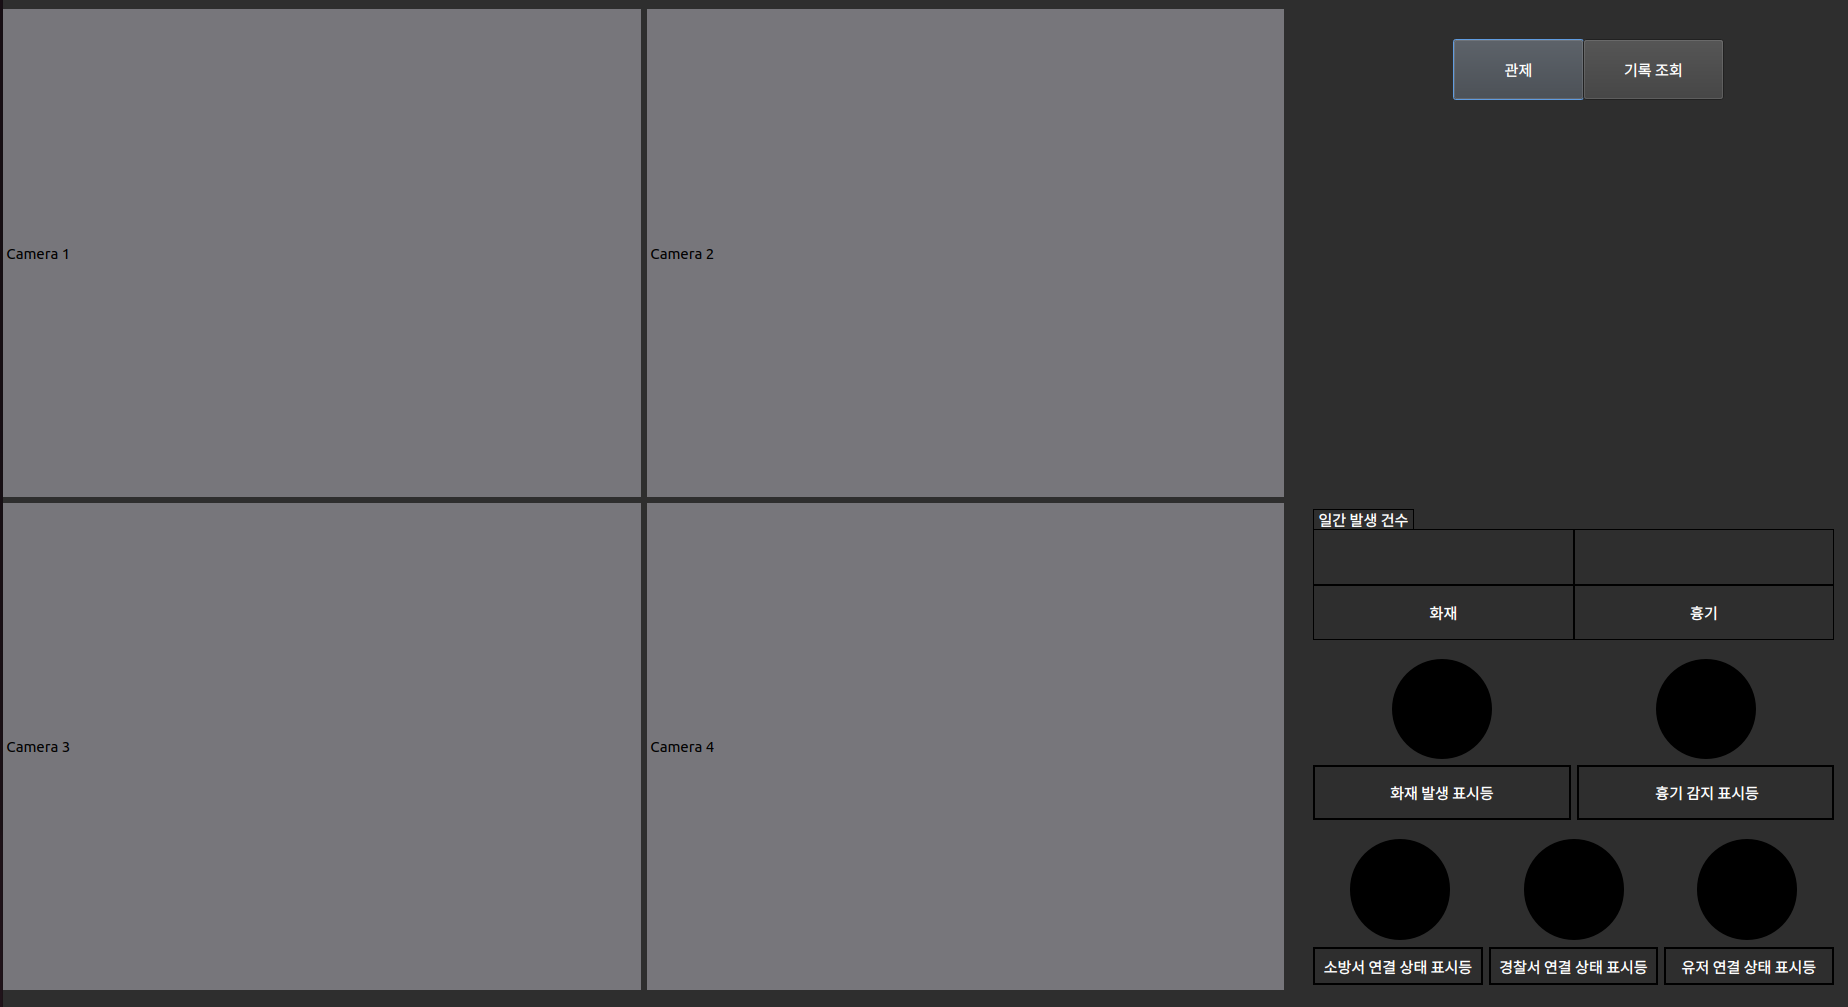 관제
기록 조회
Camera 1
Camera 2
Camera 3
Camera 4
일간 발생 건수
화재
흉기
화재 발생 표시등
흉기 감지 표시등
소방서 연결 상태 표시등
경찰서 연결 상태 표시등
유저 연결 상태 표시등